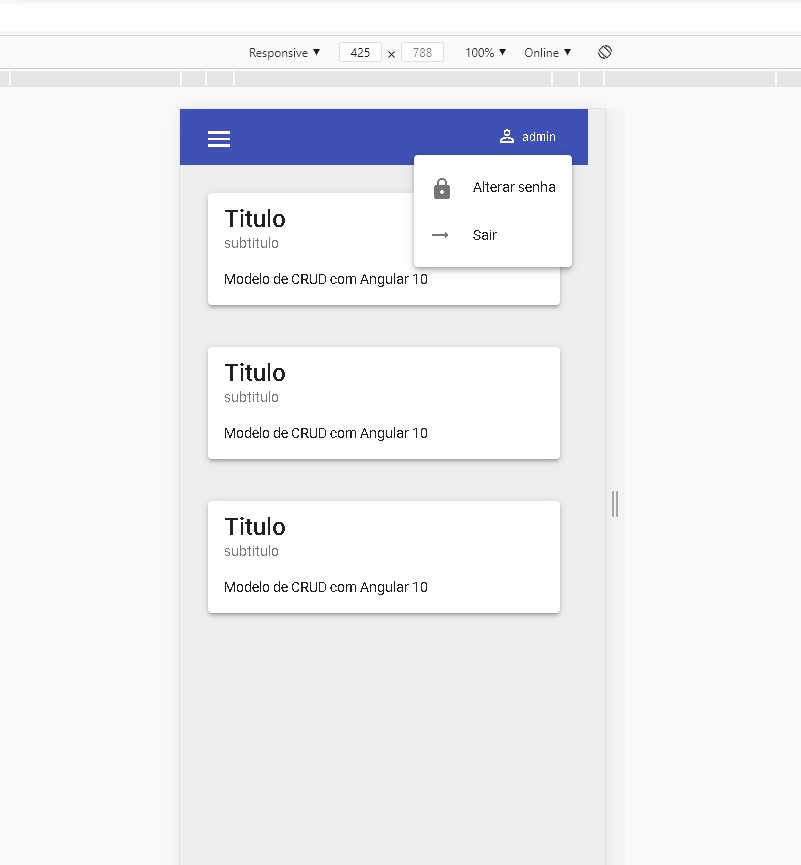 Responsive ▼ 425 × 788 100% ▼ Online ▼
admin
Alterar senha
Sair
Titulo
subtitulo
Modelo de CRUD com Angular 10
Titulo
subtitulo
Modelo de CRUD com Angular 10
Titulo
subtitulo
Modelo de CRUD com Angular 10